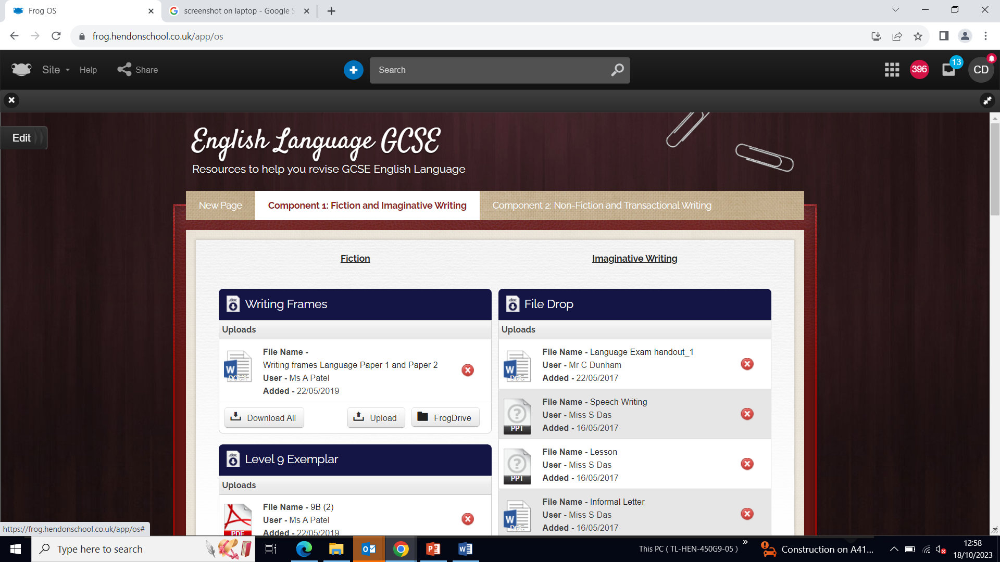 Frog OS
screenshot on laptop - Google S
frog.hendonschool.co.uk/app/os
Site
Help
Share
Search
396
13
CD
Edit
English Language GCSE
Resources to help you revise GCSE English Language
New Page
Component 1: Fiction and Imaginative Writing
Component 2: Non-Fiction and Transactional Writing
Fiction
Imaginative Writing
.doc
Writing Frames
Uploads
W
DOCX
File Name -
Writing frames Language Paper 1 and Paper 2
User - Ms A Patel
Added - 22/05/2019
Download All
Upload
FrogDrive
.doc
Level 9 Exemplar
Uploads
PDF
File Name - 9B (2)
User - Ms A Patel
Added - 22/05/2019
.doc
File Drop
Uploads
W
DOC
File Name - Language Exam handout_1
User - Mr C Dunham
Added - 22/05/2017
?
PPT
File Name - Speech Writing
User - Miss S Das
Added - 16/05/2017
?
PPT
File Name - Lesson
User - Miss S Das
Added - 16/05/2017
W
DOC
File Name - Informal Letter
User - Miss S Das
Added - 16/05/2017
https://frog.hendonschool.co.uk/app/os#
Type here to search
This PC ( TL-HEN-450G9-05 )
Construction on A41...
12:58
18/10/2023